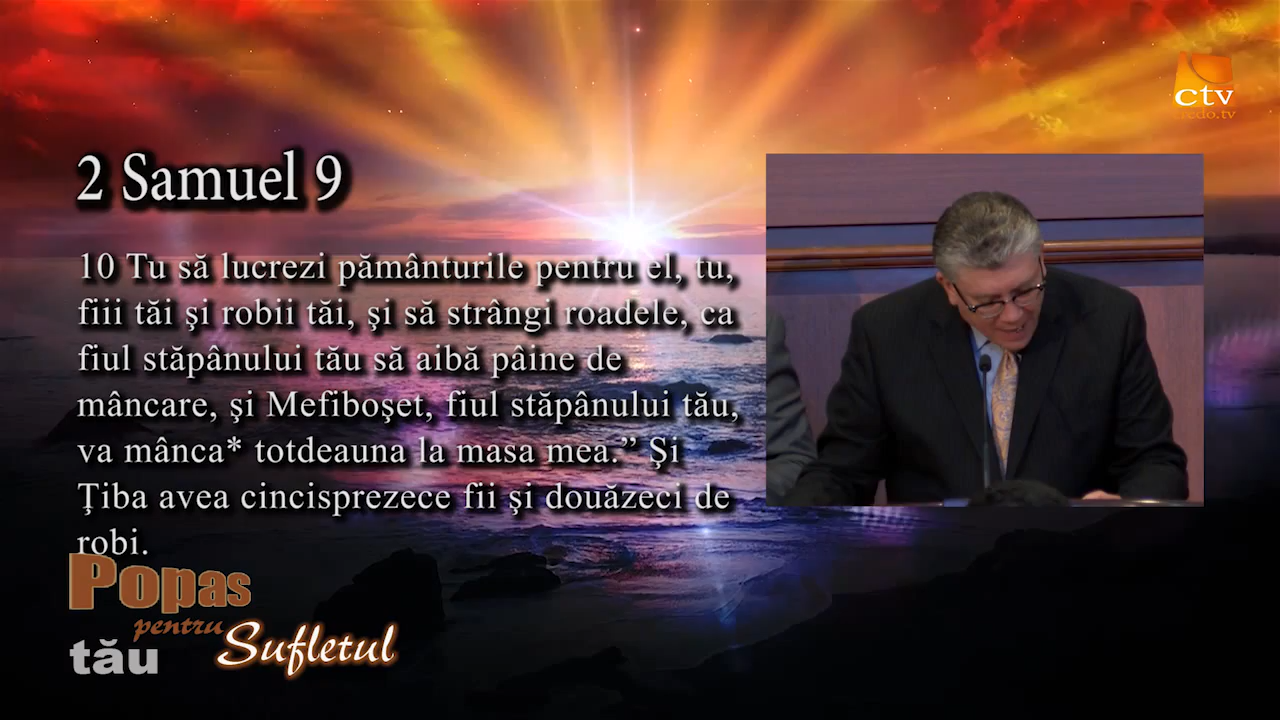 ctv
credo.tv
2 Samuel 9
10 Tu să lucrezi pământurile pentru el, tu,
fiii tăi şi robii tăi, şi să strângi roadele, ca
fiul stăpânului tău să aibă pâine de
mâncare, şi Mefiboşet, fiul stăpânului tău,
va mânca* totdeauna la masa mea.” Şi
Ţiba avea cincisprezece fii şi douăzeci de
robi.
Popas
pentru
tău Sufletul